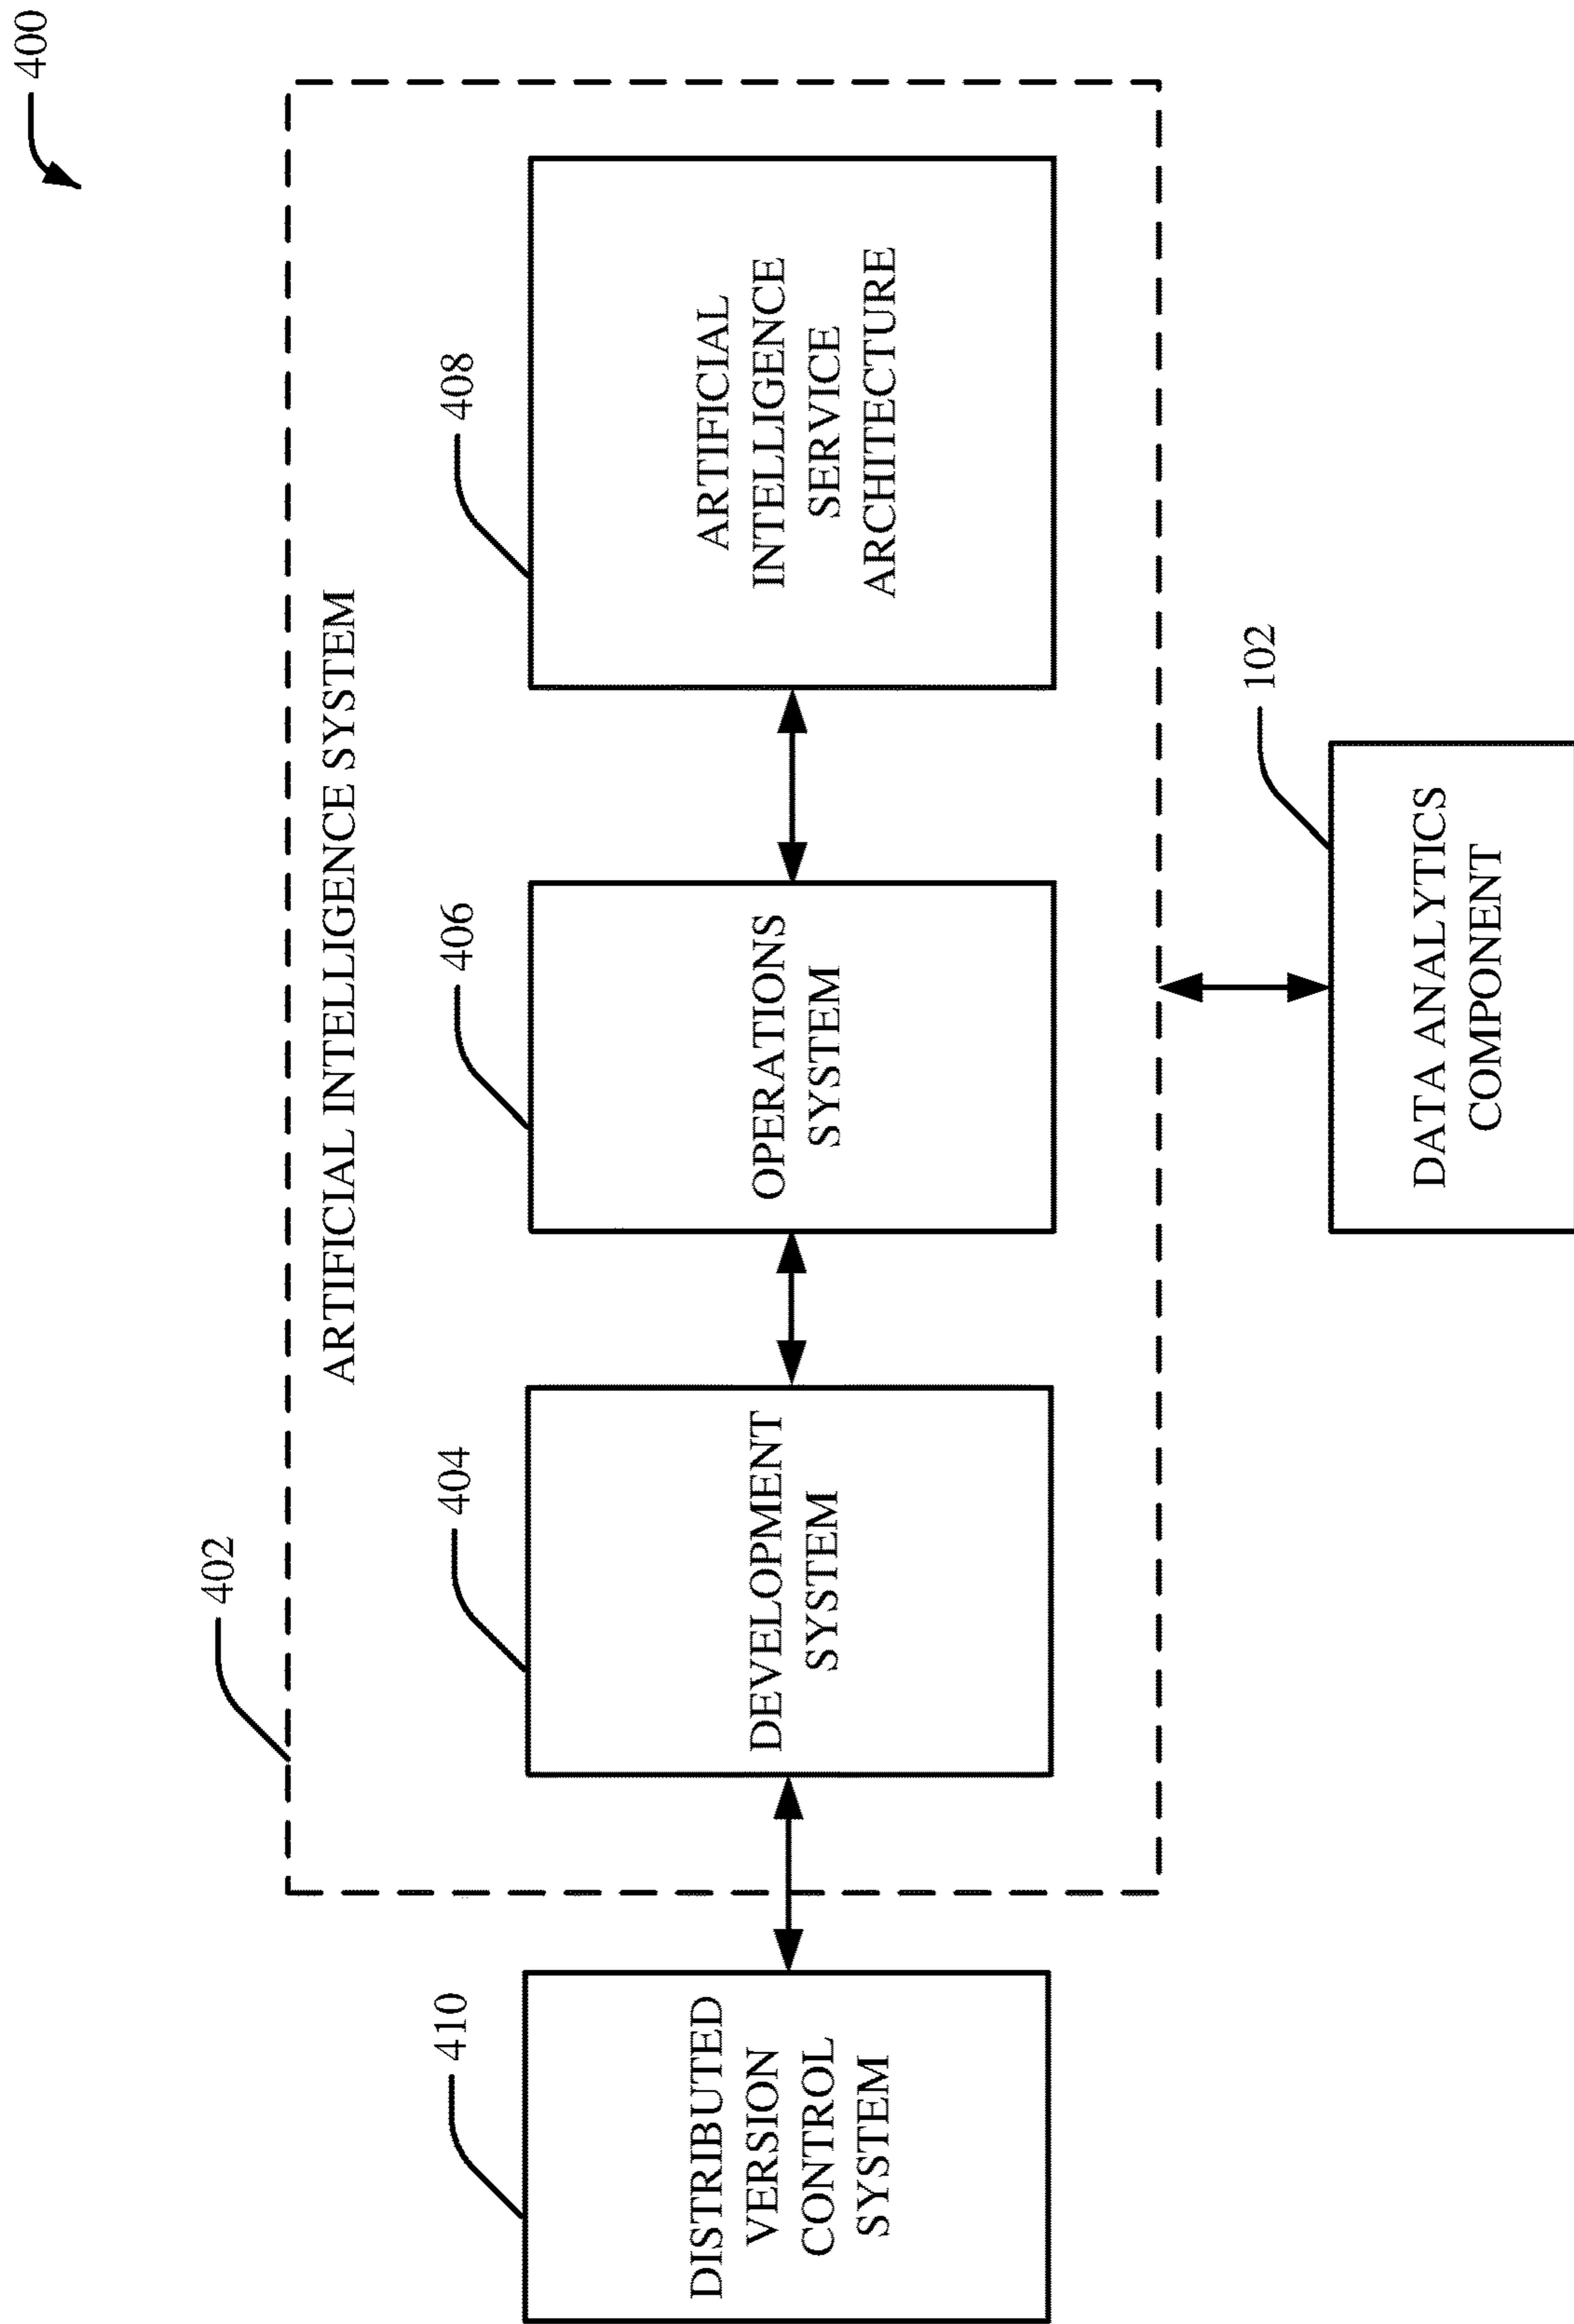 400
402
ARTIFICIAL INTELLIGENCE SYSTEM
410
DISTRIBUTED
VERSION
CONTROL
SYSTEM
404
DEVELOPMENT
SYSTEM
406
OPERATIONS
SYSTEM
408
ARTIFICIAL
INTELLIGENCE
SERVICE
ARCHITECTURE
102
DATA ANALYTICS
COMPONENT